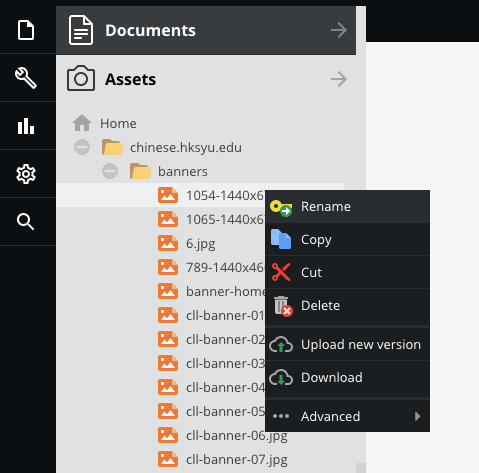 Documents
Assets
Home
chinese.hksyu.edu
banners
1054-1440x6
1065-1440x6
6.jpg
789-1440x46
banner-home
cll-banner-01
cll-banner-02
cll-banner-03
cll-banner-04
cll-banner-05
cll-banner-06.jpg
cll-banner-07.jpg
Rename
Copy
Cut
Delete
Upload new version
Download
Advanced